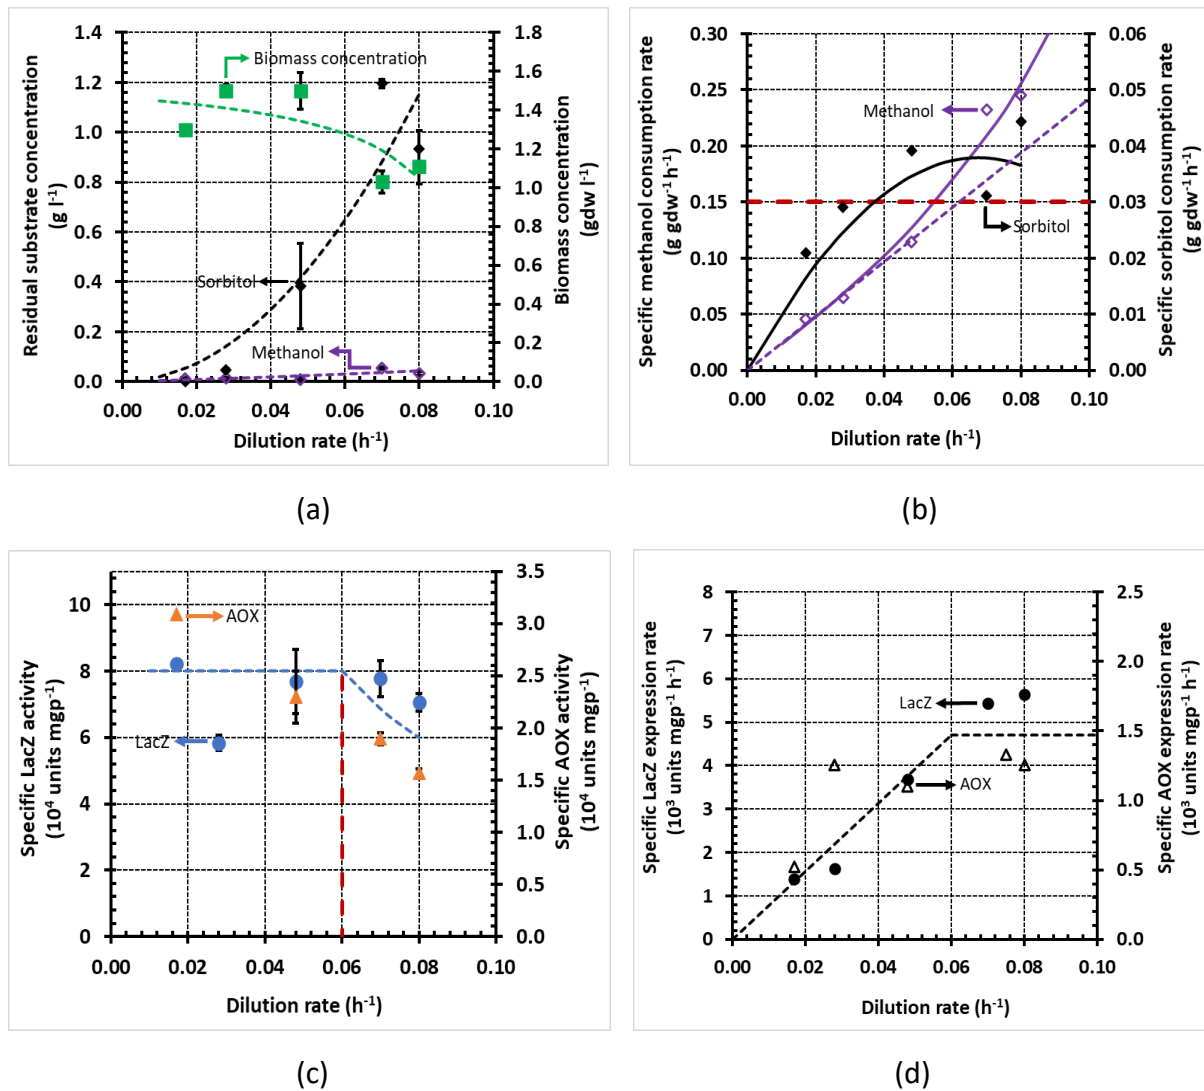 Residual substrate concentration
(g l-1)
1.4
1.2
1.0
0.8
0.6
0.4
0.2
0.0
Biomass concentration
Sorbitol
Methanol
1.8
1.6
1.4
1.2
1.0
0.8
0.6
0.4
0.2
0.0
Biomass concentration
(gdw l-1)
0.00 0.02 0.04 0.06 0.08 0.10
Dilution rate (h-1)
(a)
Specific methanol consumption rate
(g gdw-1 h-1)
0.30
0.25
0.20
0.15
0.10
0.05
0.00
Methanol
Sorbitol
0.06
0.05
0.04
0.03
0.02
0.01
0.00
Specific sorbitol consumption rate
(g gdw-1 h-1)
0.00 0.02 0.04 0.06 0.08 0.10
Dilution rate (h-1)
(b)
Specific LacZ activity
(104 units mgp-1)
10
8
6
4
2
0
AOX
LacZ
3.5
3.0
2.5
2.0
1.5
1.0
0.5
0.0
Specific AOX activity
(104 units mgp-1)
0.00 0.02 0.04 0.06 0.08 0.10
Dilution rate (h-1)
(c)
Specific LacZ expression rate
(103 units mgp-1 h-1)
8
7
6
5
4
3
2
1
0
LacZ
AOX
2.5
2.0
1.5
1.0
0.5
0.0
Specific AOX expression rate
(103 units mgp-1 h-1)
0.00 0.02 0.04 0.06 0.08 0.10
Dilution rate (h-1)
(d)